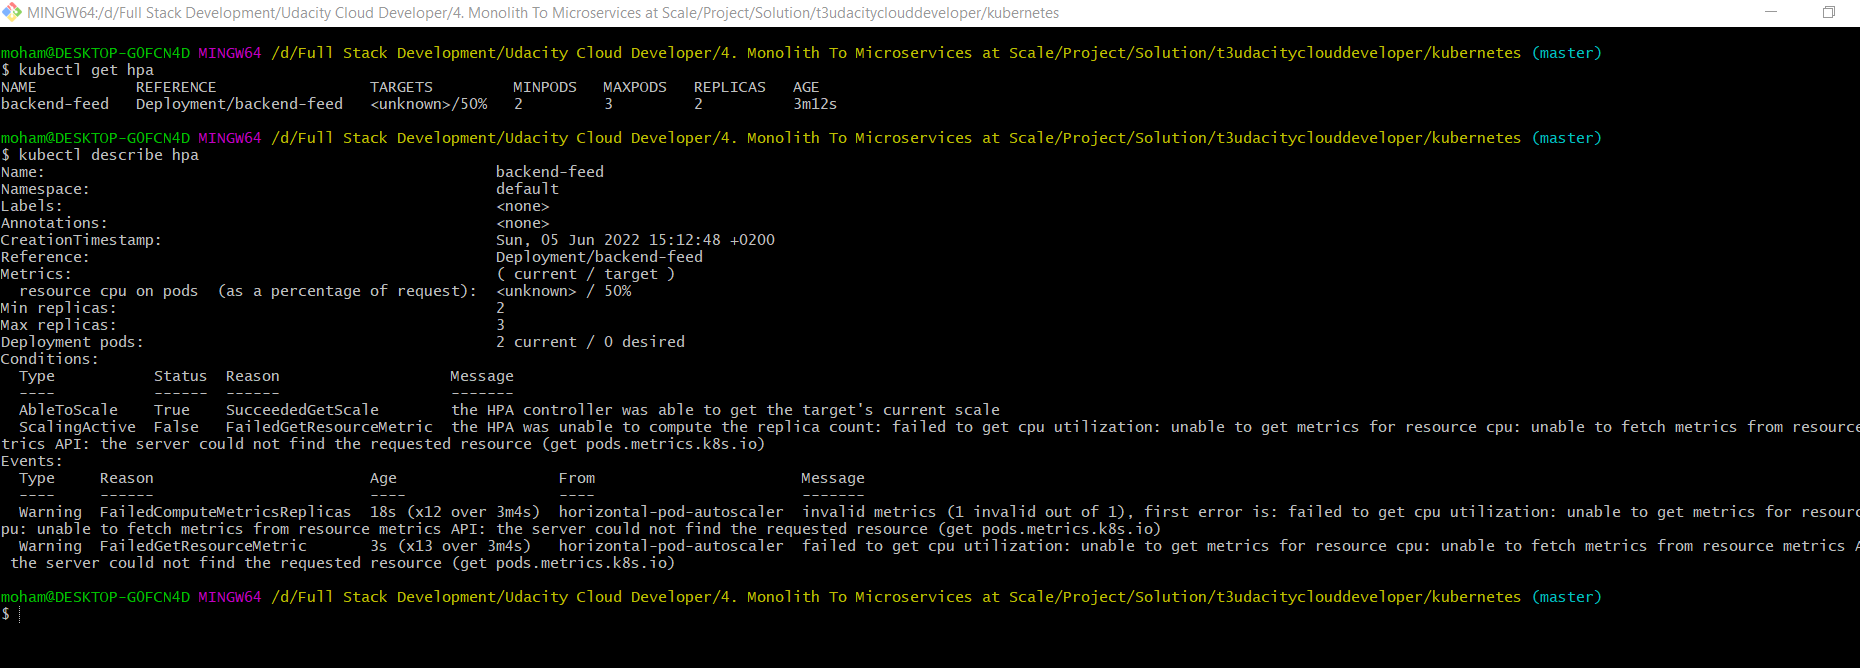 MINGW64:/d/Full Stack Development/Udacity Cloud Developer/4. Monolith To Microservices at Scale/Project/Solution/t3udacityclouddeveloper/kubernetes
moham@DESKTOP-G0FCN4D MINGW64 /d/Full Stack Development/Udacity Cloud Developer/4. Monolith To Microservices at Scale/Project/Solution/t3udacityclouddeveloper/kubernetes (master)
$ kubectl get hpa
NAME REFERENCE TARGETS MINPODS MAXPODS REPLICAS AGE
backend-feed Deployment/backend-feed <unknown>/50% 2 3 2 3m12s
moham@DESKTOP-G0FCN4D MINGW64 /d/Full Stack Development/Udacity Cloud Developer/4. Monolith To Microservices at Scale/Project/Solution/t3udacityclouddeveloper/kubernetes (master)
$ kubectl describe hpa
Name: backend-feed
Namespace: default
Labels: <none>
Annotations: <none>
CreationTimestamp: Sun, 05 Jun 2022 15:12:48 +0200
Reference: Deployment/backend-feed
Metrics: ( current / target )
resource cpu on pods (as a percentage of request): <unknown> / 50%
Min replicas: 2
Max replicas: 3
Deployment pods: 2 current / 0 desired
Conditions:
Type Status Reason Message
---- ------ ------ -------
AbleToScale True SucceededGetScale the HPA controller was able to get the target's current scale
ScalingActive False FailedGetResourceMetric the HPA was unable to compute the replica count: failed to get cpu utilization: unable to get metrics for resource cpu: unable to fetch metrics from resource
trics API: the server could not find the requested resource (get pods.metrics.k8s.io)
Events:
Type Reason Age From Message
---- ------ ---- ---- -------
Warning FailedComputeMetricsReplicas 18s (x12 over 3m4s) horizontal-pod-autoscaler invalid metrics (1 invalid out of 1), first error is: failed to get cpu utilization: unable to get metrics for resourc
pu: unable to fetch metrics from resource metrics API: the server could not find the requested resource (get pods.metrics.k8s.io)
Warning FailedGetResourceMetric 3s (x13 over 3m4s) horizontal-pod-autoscaler failed to get cpu utilization: unable to get metrics for resource cpu: unable to fetch metrics from resource metrics A
the server could not find the requested resource (get pods.metrics.k8s.io)
moham@DESKTOP-G0FCN4D MINGW64 /d/Full Stack Development/Udacity Cloud Developer/4. Monolith To Microservices at Scale/Project/Solution/t3udacityclouddeveloper/kubernetes (master)
$